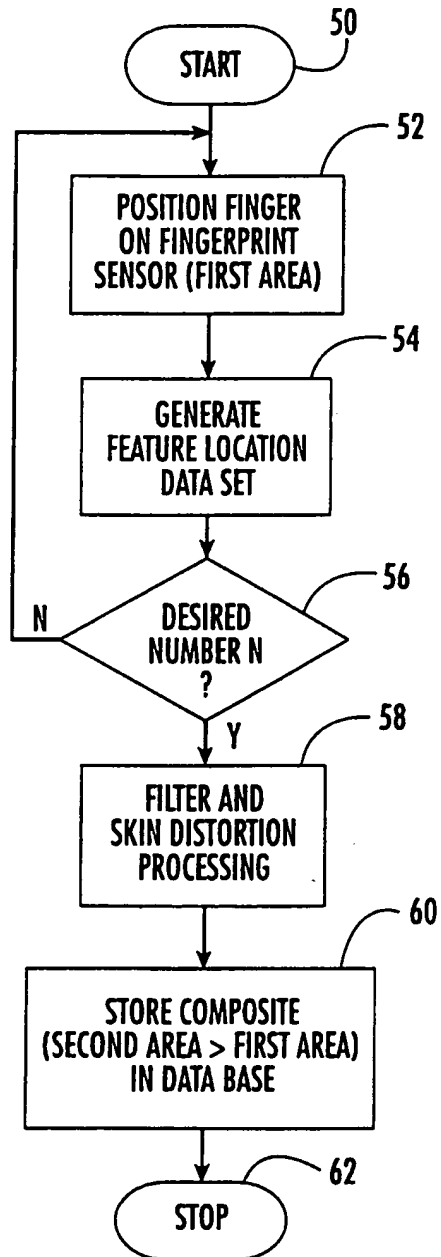 50
START
52
POSITION FINGER
ON FINGERPRINT
SENSOR (FIRST AREA)
54
GENERATE
FEATURE LOCATION
DATA SET
56
N
DESIRED
NUMBER N
?
Y
58
FILTER AND
SKIN DISTORTION
PROCESSING
60
STORE COMPOSITE
(SECOND AREA > FIRST AREA)
IN DATA BASE
62
STOP